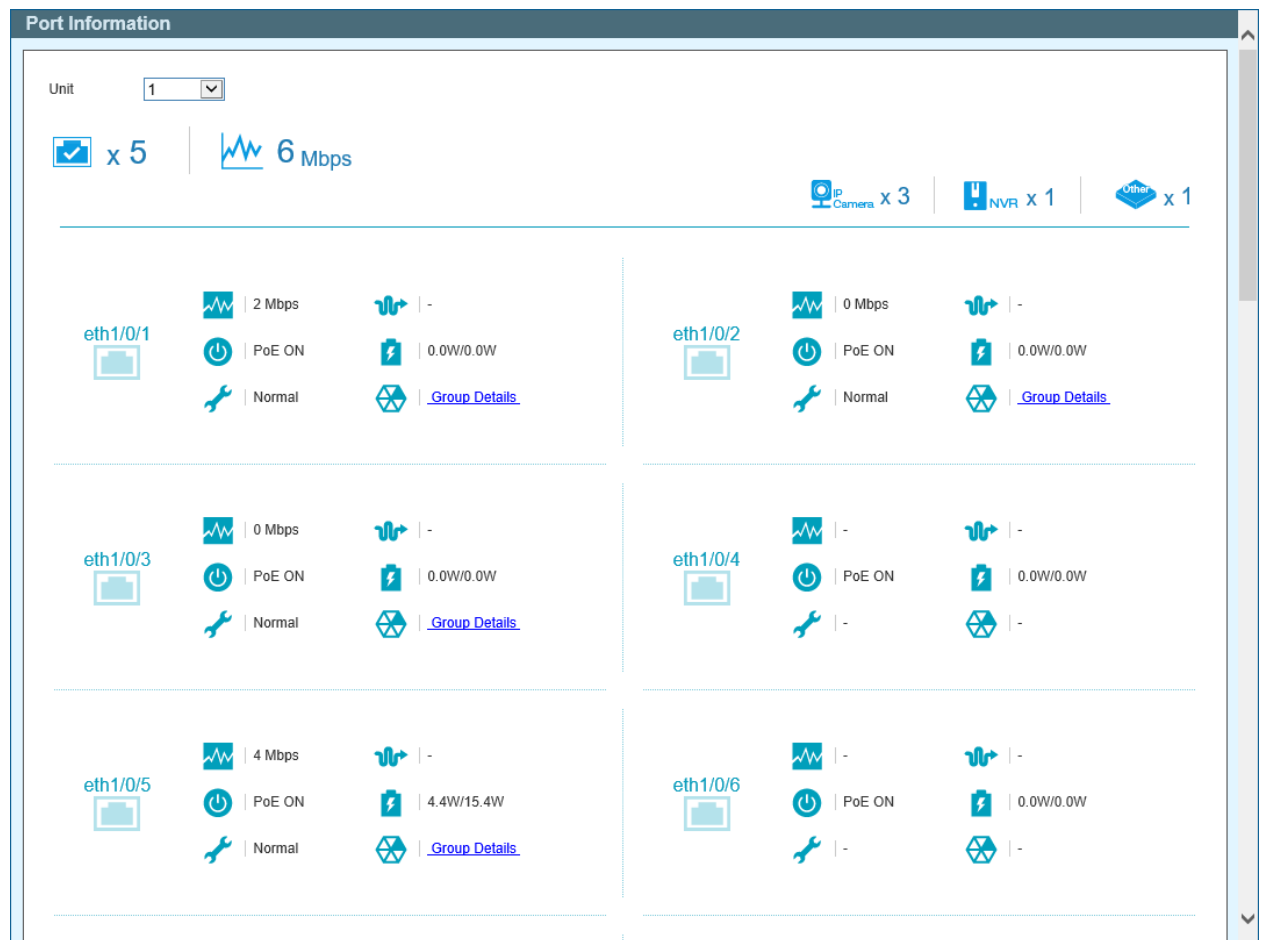 Port Information
Unit 1
x 5 6 Mbps
IP Camera x 3 NVR x 1 Other x 1
eth1/0/1
2 Mbps -
PoE ON 0.0W/0.0W
Normal Group Details
eth1/0/2
0 Mbps -
PoE ON 0.0W/0.0W
Normal Group Details
eth1/0/3
0 Mbps -
PoE ON 0.0W/0.0W
Normal Group Details
eth1/0/4
- -
PoE ON 0.0W/0.0W
- -
eth1/0/5
4 Mbps -
PoE ON 4.4W/15.4W
Normal Group Details
eth1/0/6
- -
PoE ON 0.0W/0.0W
- -